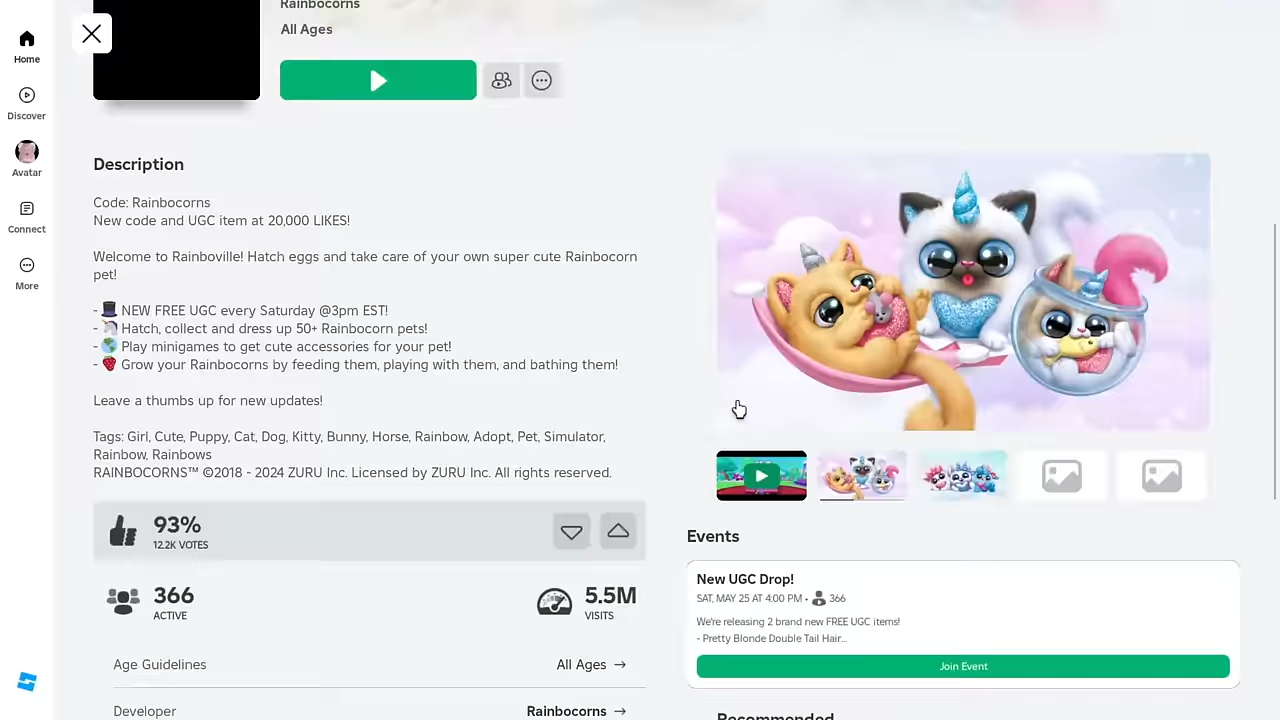 Rainbocorns
All Ages
Home
Discover
Avatar
Connect
More
Description
Code: Rainbocorns
New code and UGC item at 20,000 LIKES!
Welcome to Rainboville! Hatch eggs and take care of your own super cute Rainbocorn
pet!
- 🎩 NEW FREE UGC every Saturday @3pm EST!
- 🦄 Hatch, collect and dress up 50+ Rainbocorn pets!
- 🌎 Play minigames to get cute accessories for your pet!
- 🍓 Grow your Rainbocorns by feeding them, playing with them, and bathing them!
Leave a thumbs up for new updates!
Tags: Girl, Cute, Puppy, Cat, Dog, Kitty, Bunny, Horse, Rainbow, Adopt, Pet, Simulator,
Rainbow, Rainbows
RAINBOCORNS™ ©2018 - 2024 ZURU Inc. Licensed by ZURU Inc. All rights reserved.
93%
12.2K VOTES
366
ACTIVE
5.5M
VISITS
Age Guidelines
All Ages →
Developer
Rainbocorns →
Events
New UGC Drop!
SAT, MAY 25 AT 4:00 PM • 366
We're releasing 2 brand new FREE UGC items!
- Pretty Blonde Double Tail Hair...
Join Event
Recommended